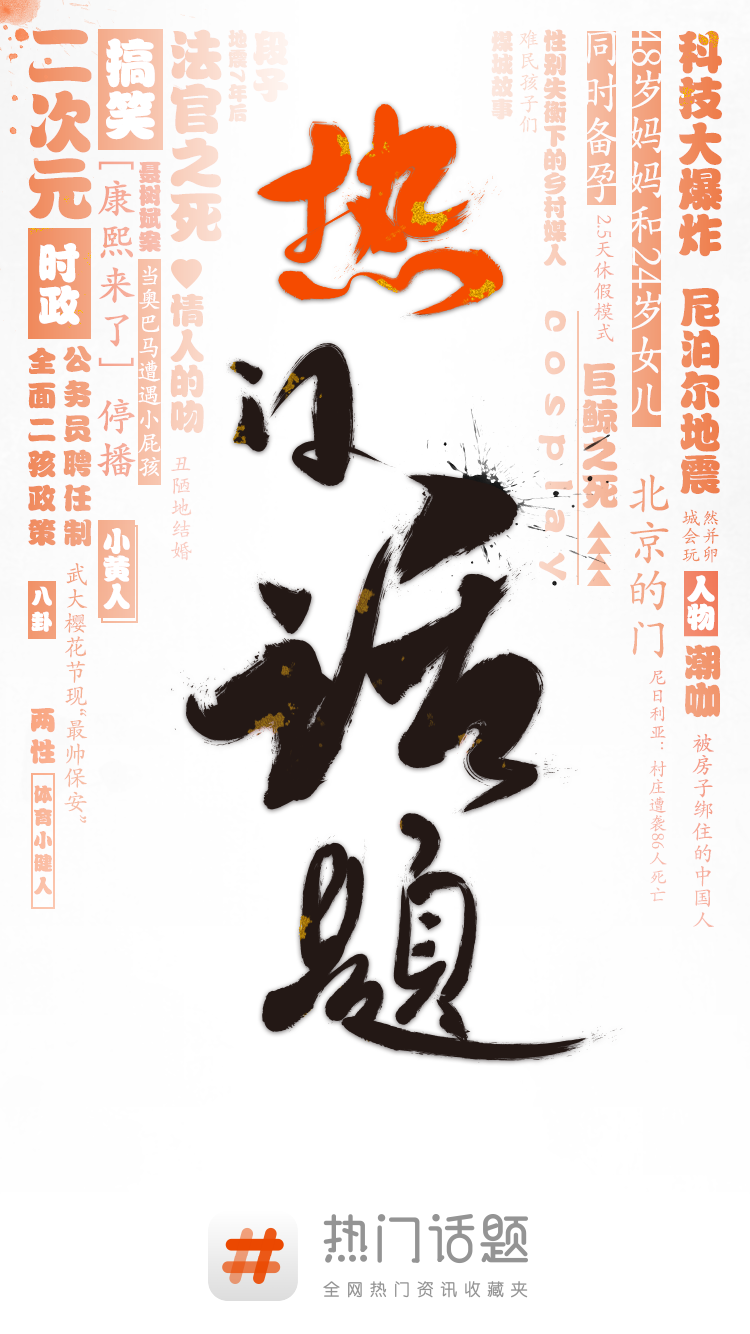 热门话题
科技大爆炸
尼泊尔地震
然并卵
城会玩
人物
潮咖
被房子绑住的中国人
48岁妈妈和24岁女儿
同时备孕
北京的门
尼日利亚：村庄遭袭86人死亡
2.5天休假模式
巨鲸之死
性别失衡下的乡村媒人
cosplay
难民孩子们
煤城故事
段子
地震7年后
法官之死
♥情人的吻
丑陋地结婚
搞笑
聂树斌案
当奥巴马遭遇小屁孩
[康熙来了]停播
小黄人
二次元
时政
公务员聘任制
全面二孩政策
武大樱花节现“最帅保安”
八卦
两性
体育小健人
热门话题
全网热门资讯收藏夹